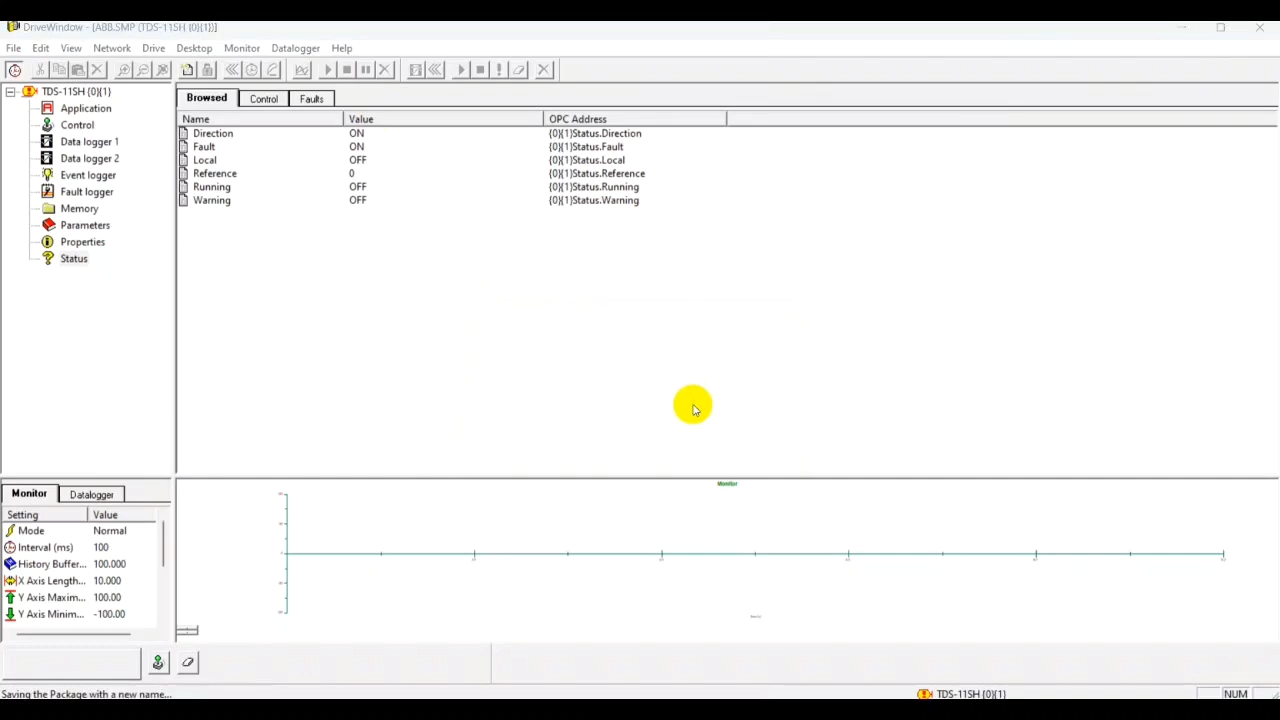 DriveWindow - [ABB.SMP (TDS-11SH {0}{1})]
File Edit View Network Drive Desktop Monitor Datalogger Help
TDS-11SH {0}{1}
Application
Control
Data logger 1
Data logger 2
Event logger
Fault logger
Memory
Parameters
Properties
Status
Browsed Control Faults
Name Value OPC Address
Direction ON {0}{1}Status.Direction
Fault ON {0}{1}Status.Fault
Local OFF {0}{1}Status.Local
Reference 0 {0}{1}Status.Reference
Running OFF {0}{1}Status.Running
Warning OFF {0}{1}Status.Warning
Monitor Datalogger
Setting Value
Mode Normal
Interval (ms) 100
History Buffer... 100.000
X Axis Length... 10.000
Y Axis Maxim... 100.00
Y Axis Minim... -100.00
Monitor
Saving the Package with a new name... TDS-11SH {0}{1} NUM